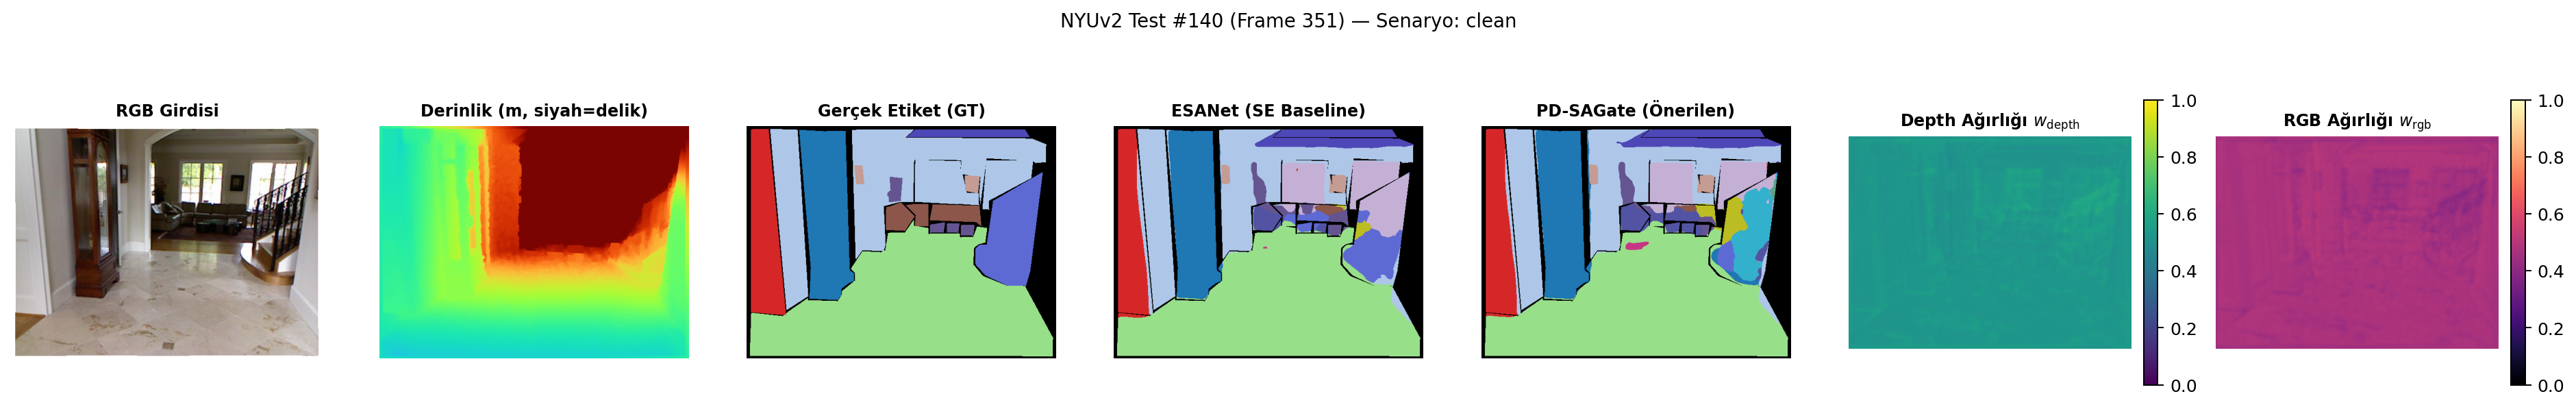 NYUv2 Test #140 (Frame 351) — Senaryo: clean
RGB Girdisi
Derinlik (m, siyah=delik)
Gerçek Etiket (GT)
ESANet (SE Baseline)
PD-SAGate (Önerilen)
Depth Ağırlığı w_depth
1.0
0.8
0.6
0.4
0.2
0.0
RGB Ağırlığı w_rgb
1.0
0.8
0.6
0.4
0.2
0.0